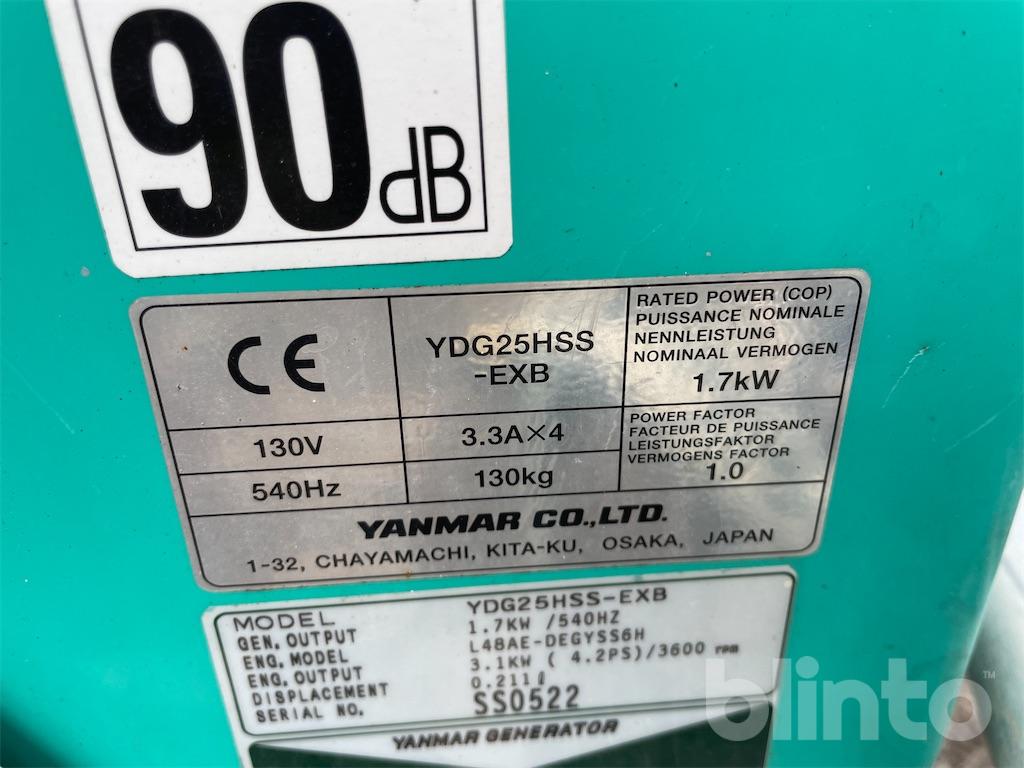 90 dB
CE
YDG25HSS
-EXB
RATED POWER (COP)
PUISSANCE NOMINALE
NENNLEISTUNG
NOMINAAL VERMOGEN
1.7kW
130V
3.3A×4
POWER FACTOR
FACTEUR DE PUISSANCE
LEISTUNGSFAKTOR
VERMOGENS FACTOR
1.0
540Hz
130kg
YANMAR CO.,LTD.
1-32, CHAYAMACHI, KITA-KU, OSAKA, JAPAN
MODEL YDG25HSS-EXB
GEN. OUTPUT 1.7KW /540HZ
ENG. MODEL L48AE-DEGYSS6H
ENG. OUTPUT 3.1KW ( 4.2PS)/3600 rpm
DISPLACEMENT 0.211ℓ
SERIAL NO. SS0522
YANMAR GENERATOR
blinto™